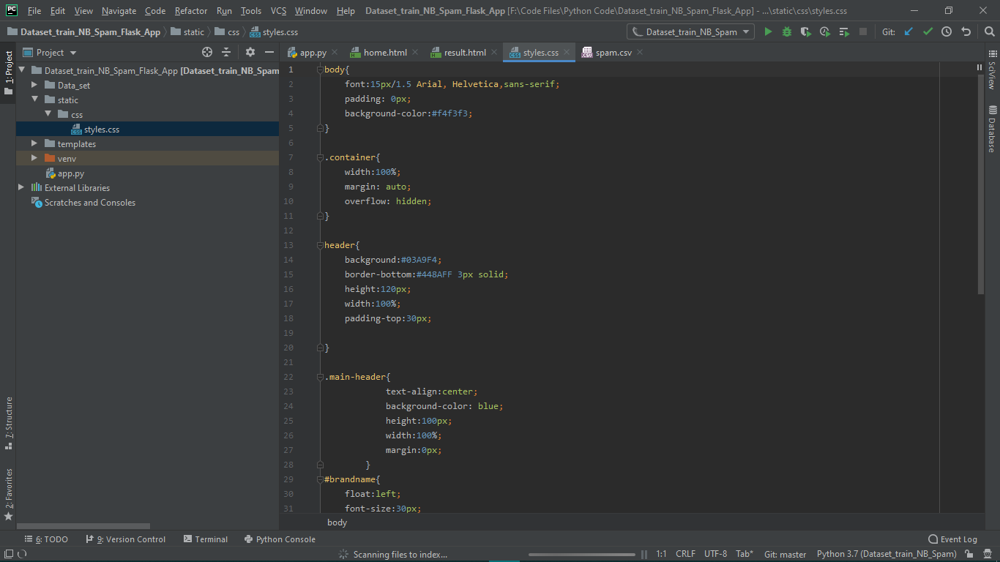 PC File Edit View Navigate Code Refactor Run Tools VCS Window Help Dataset_train_NB_Spam_Flask_App [F:\Code Files\Python Code\Dataset_train_NB_Spam_Flask_App] - ...\static\css\styles.css
Dataset_train_NB_Spam_Flask_App static css styles.css Dataset_train_NB_Spam Git:
1: Project
Project
app.py home.html result.html styles.css spam.csv
Dataset_train_NB_Spam_Flask_App [Dataset_train_NB_Spam
Data_set
static
css
styles.css
templates
venv
app.py
External Libraries
Scratches and Consoles
7: Structure
2: Favorites
1 body{
2 font:15px/1.5 Arial, Helvetica,sans-serif;
3 padding: 0px;
4 background-color:#f4f3f3;
5 }
6
7 .container{
8 width:100%;
9 margin: auto;
10 overflow: hidden;
11 }
12
13 header{
14 background:#03A9F4;
15 border-bottom:#448AFF 3px solid;
16 height:120px;
17 width:100%;
18 padding-top:30px;
19
20 }
21
22 .main-header{
23 text-align:center;
24 background-color: blue;
25 height:100px;
26 width:100%;
27 margin:0px;
28 }
29 #brandname{
30 float:left;
31 font-size:30px;
body
SciView
Database
6: TODO 9: Version Control Terminal Python Console Event Log
Scanning files to index... 1:1 CRLF UTF-8 Tab* Git: master Python 3.7 (Dataset_train_NB_Spam)